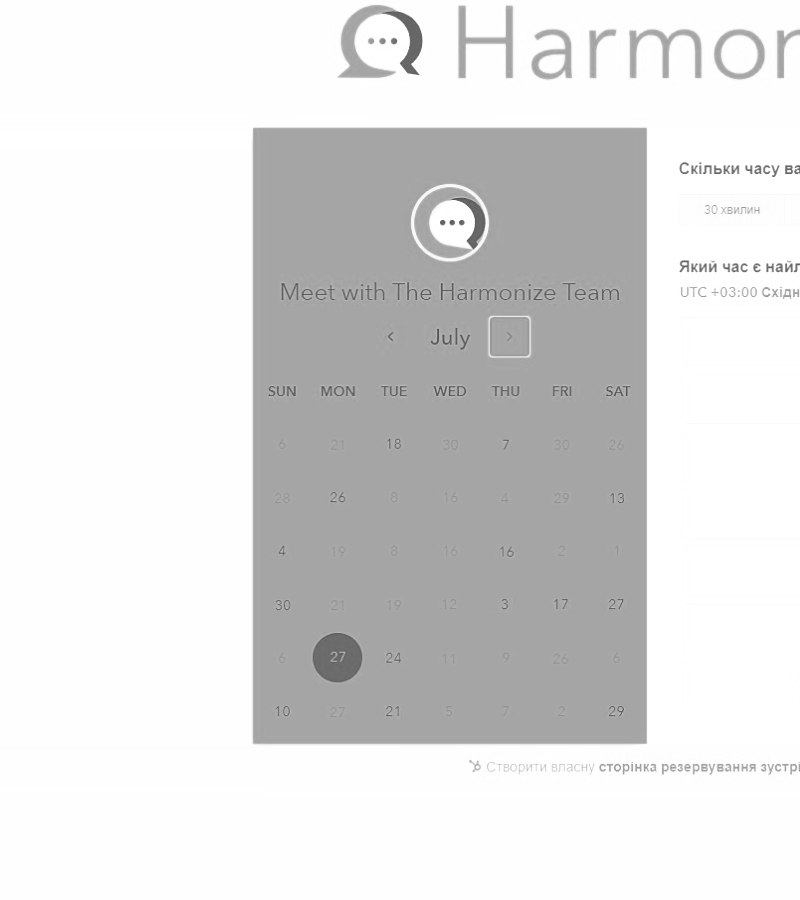 Harmon
Meet with The Harmonize Team
July
SUN MON TUE WED THU FRI SAT
6 21 18 30 7 30 26
28 26 8 16 4 29 13
4 19 8 16 16 2 1
30 21 19 12 3 17 27
6 27 24 11 9 26 6
10 27 21 5 7 2 29
Скільки часу ва
30 хвилин
Який час є найл
UTC +03:00 Східн
Створити власну сторінка резервування зустрі